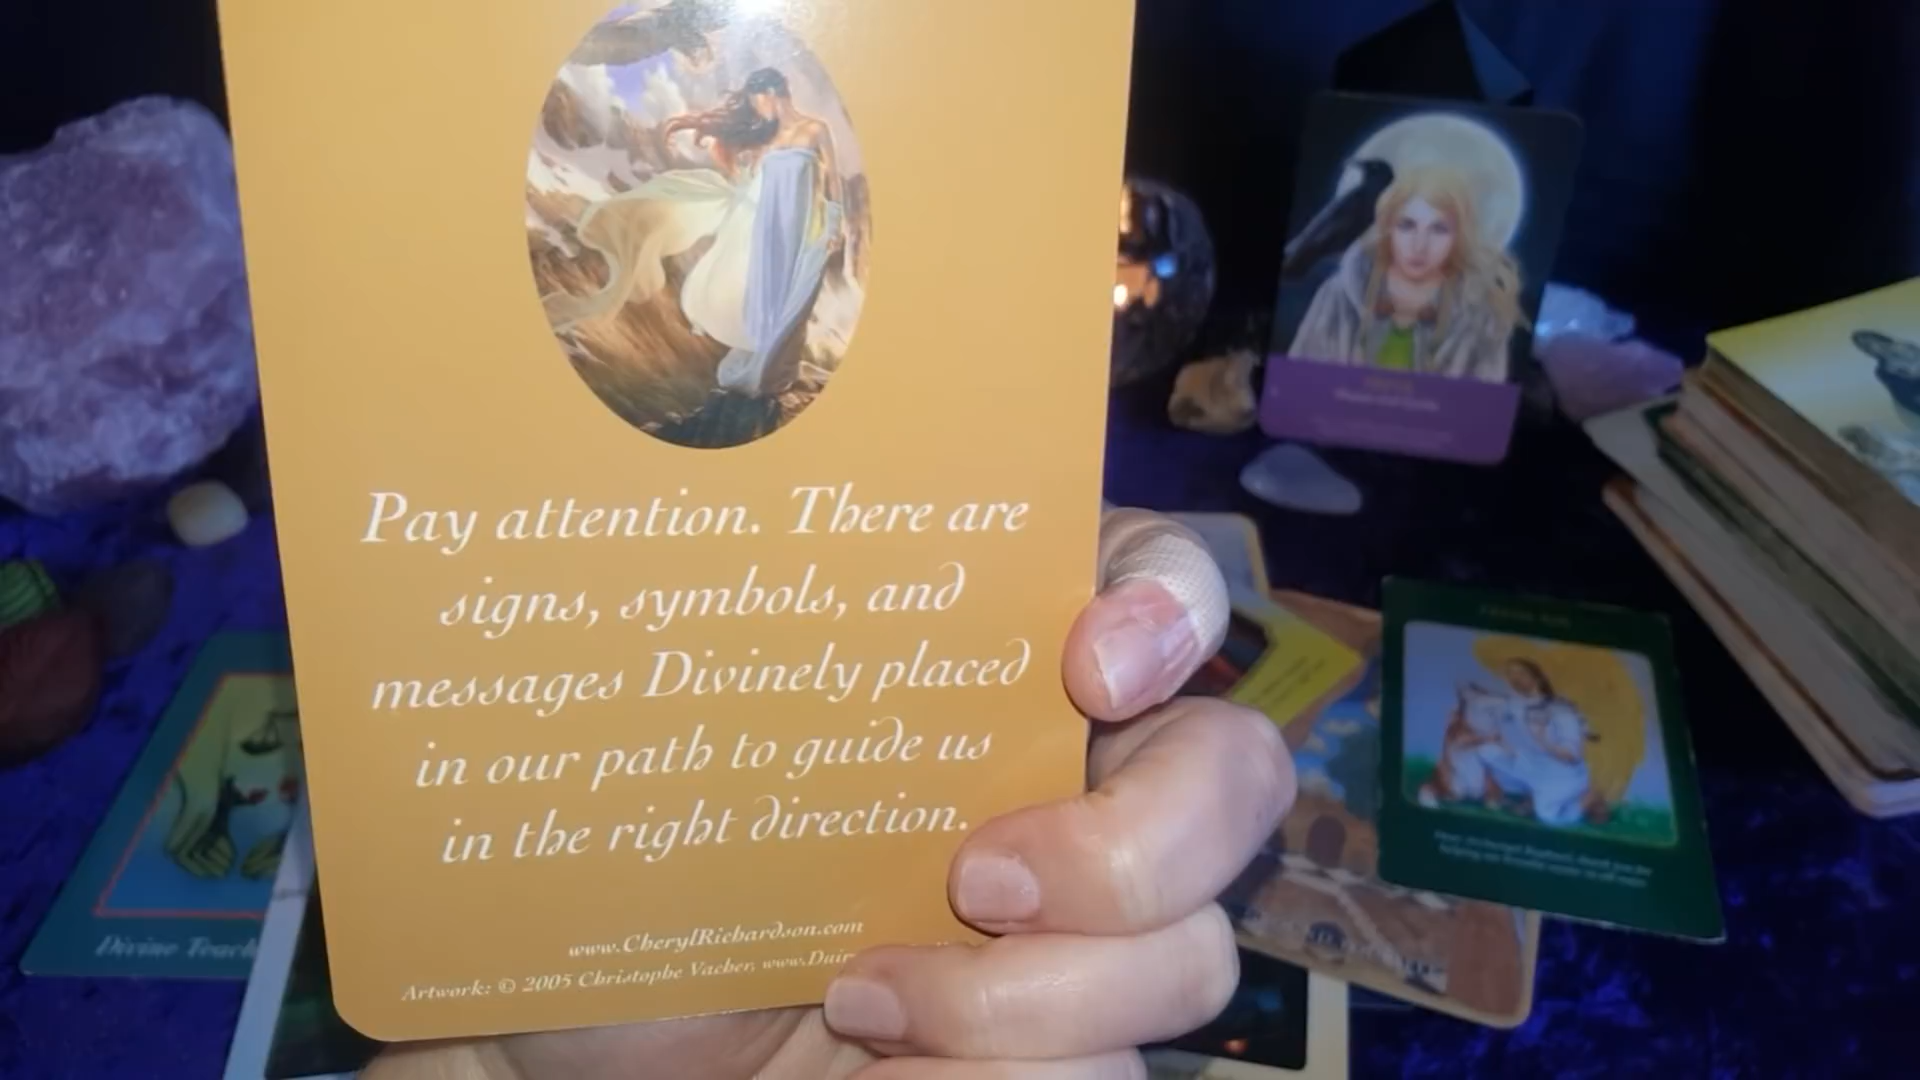 Pay attention. There are
signs, symbols, and
messages Divinely placed
in our path to guide us
in the right direction.
www.CherylRichardson.com
Artwork: © 2005 Christophe Vacher, www.Dair
Divine Teach